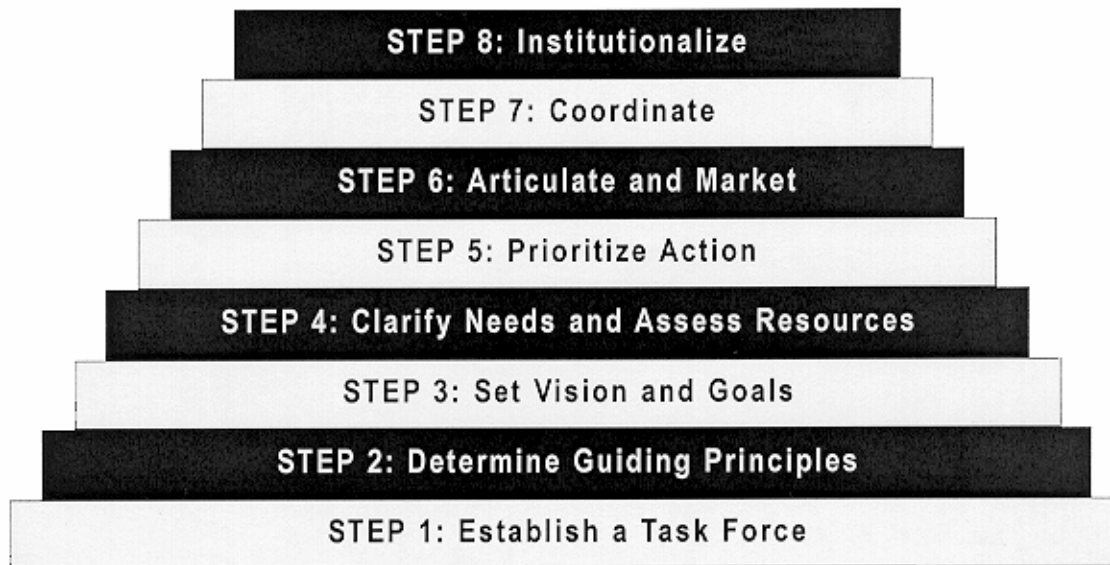 STEP 8: Institutionalize
STEP 7: Coordinate
STEP 6: Articulate and Market
STEP 5: Prioritize Action
STEP 4: Clarify Needs and Assess Resources
STEP 3: Set Vision and Goals
STEP 2: Determine Guiding Principles
STEP 1: Establish a Task Force